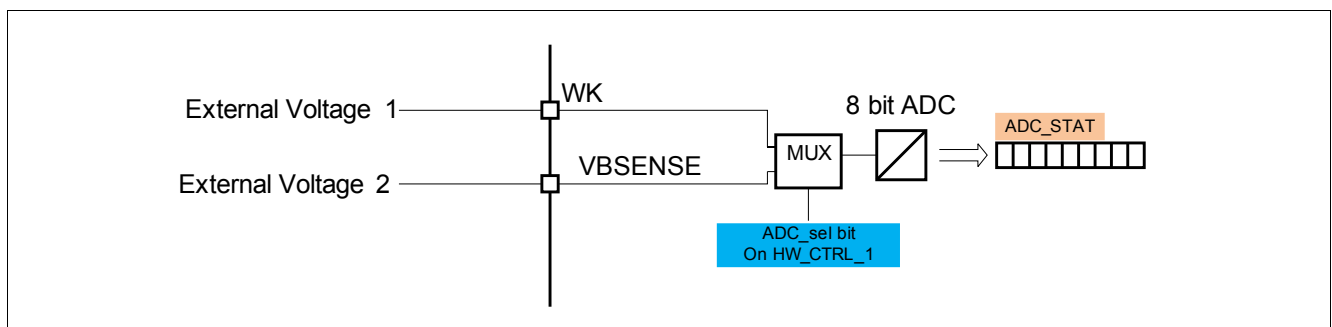 External Voltage 1
WK
8 bit ADC
ADC_STAT
MUX
External Voltage 2
VBSENSE
ADC_sel bit
On HW_CTRL_1